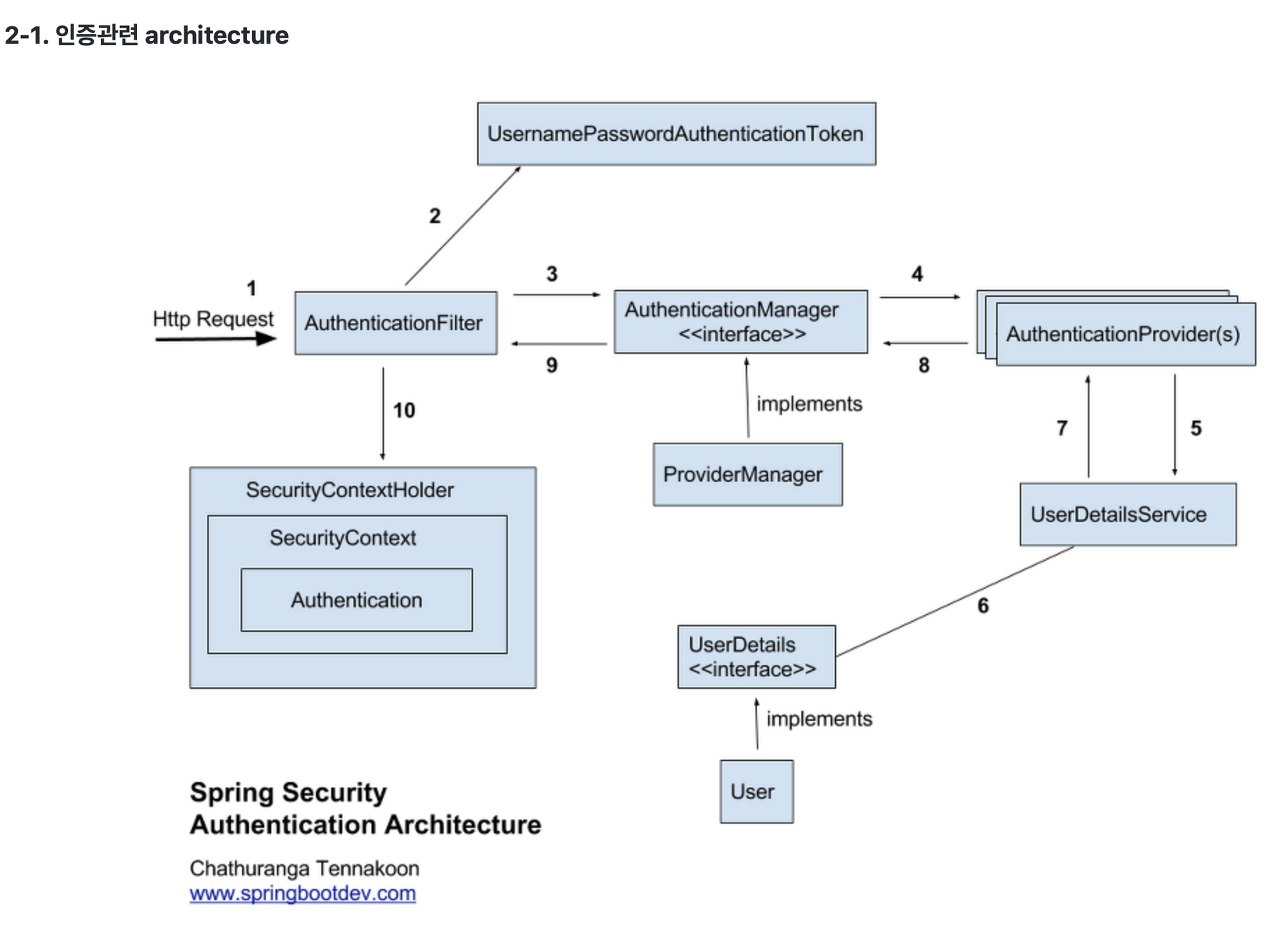 2-1. 인증관련 architecture
UsernamePasswordAuthenticationToken
2
1
Http Request
AuthenticationFilter
3
9
AuthenticationManager
<<interface>>
4
8
AuthenticationProvider(s)
10
implements
7
5
ProviderManager
SecurityContextHolder
SecurityContext
Authentication
UserDetailsService
6
UserDetails
<<interface>>
implements
User
Spring Security
Authentication Architecture
Chathuranga Tennakoon
www.springbootdev.com